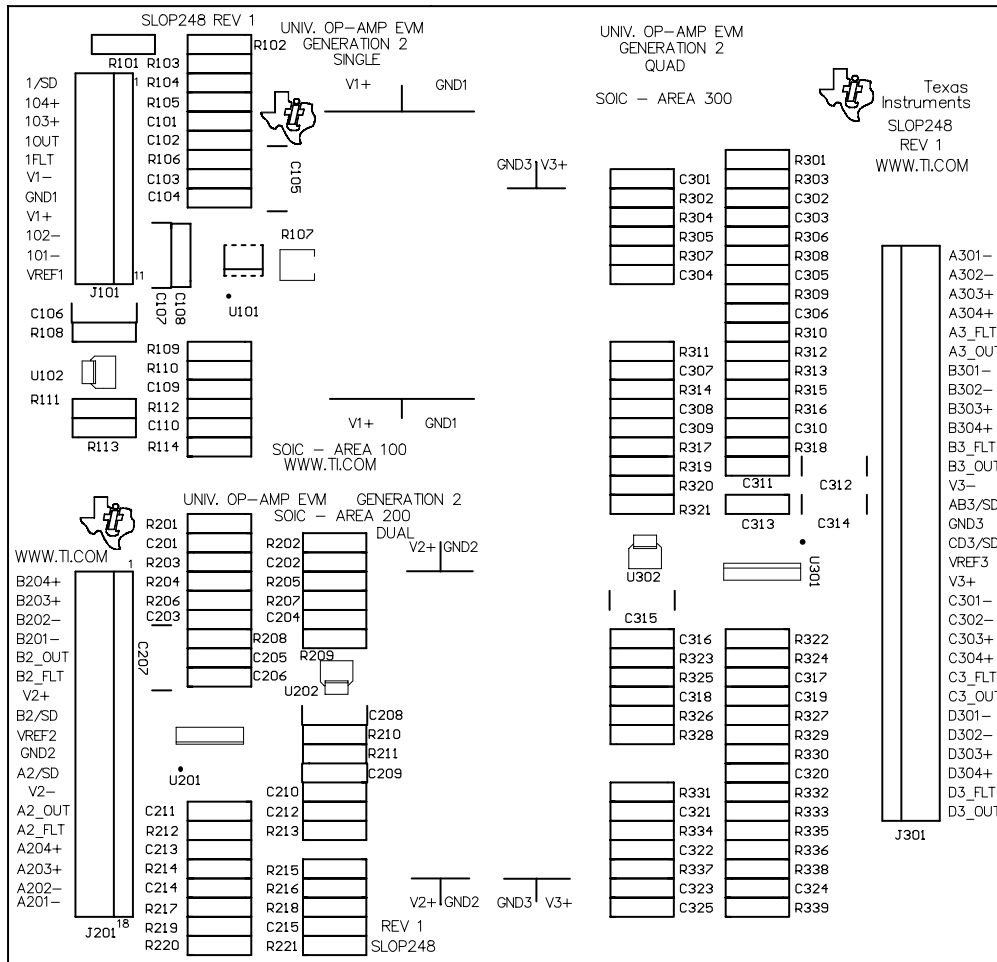 SLOP248 REV 1
R101
R102
R103
R104
R105
C101
C102
R106
C103
C104
1
1/SD
104+
103+
1OUT
1FLT
V1-
GND1
V1+
102-
101-
VREF1
11
J101
UNIV. OP-AMP EVM
GENERATION 2
SINGLE
V1+ GND1
C105
R107
U101
C107
C108
C106
R108
U102
R111
R113
R109
R110
C109
R112
C110
R114
V1+ GND1
SOIC - AREA 100
WWW.TI.COM
UNIV. OP-AMP EVM GENERATION 2
SOIC - AREA 200
DUAL
WWW.TI.COM
1
B204+
B203+
B202-
B201-
B2_OUT
B2_FLT
V2+
B2/SD
VREF2
GND2
A2/SD
V2-
A2_OUT
A2_FLT
A204+
A203+
A202-
A201-
18
J201
R201
C201
R203
R204
R206
C203
R208
C205
C206
C207
R202
C202
R205
R207
C204
R209
U202
V2+ GND2
C208
R210
R211
C209
U201
C210
C212
R213
C211
R212
C213
R214
C214
R217
R219
R220
R215
R216
R218
C215
R221
V2+ GND2
REV 1
SLOP248
UNIV. OP-AMP EVM
GENERATION 2
QUAD
SOIC - AREA 300
Texas
Instruments
SLOP248
REV 1
WWW.TI.COM
GND3 V3+
C301
R302
R304
R305
R307
C304
R301
R303
C302
C303
R306
R308
C305
R309
C306
R310
R312
R313
R315
R316
C310
R318
R311
C307
R314
C308
C309
R317
R319
R320
R321
C311
C312
C313
C314
U302
U301
C315
C316
R323
R325
C318
R326
R328
R322
R324
C317
C319
R327
R329
R330
C320
R332
R333
R335
R336
R338
C324
R339
R331
C321
R334
C322
R337
C323
C325
GND3 V3+
A301-
A302-
A303+
A304+
A3_FLT
A3_OUT
B301-
B302-
B303+
B304+
B3_FLT
B3_OUT
V3-
AB3/SD
GND3
CD3/SD
VREF3
V3+
C301-
C302-
C303+
C304+
C3_FLT
C3_OUT
D301-
D302-
D303+
D304+
D3_FLT
D3_OUT
J301